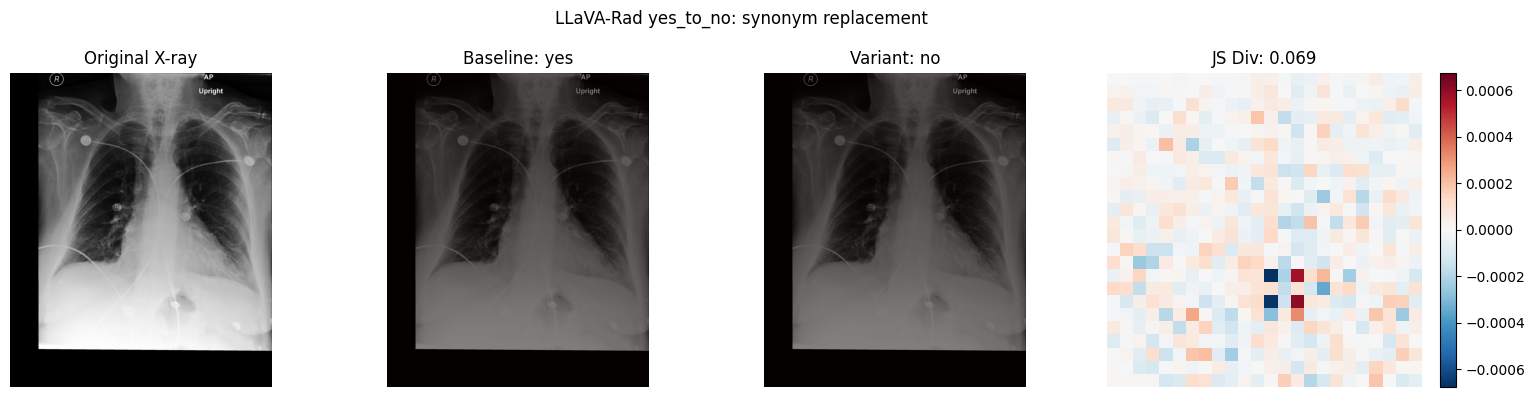 LLaVA-Rad yes_to_no: synonym replacement
Original X-ray
Baseline: yes
Variant: no
JS Div: 0.069
R
AP
Upright
R
AP
Upright
R
AP
Upright
0.0006
0.0004
0.0002
0.0000
−0.0002
−0.0004
−0.0006